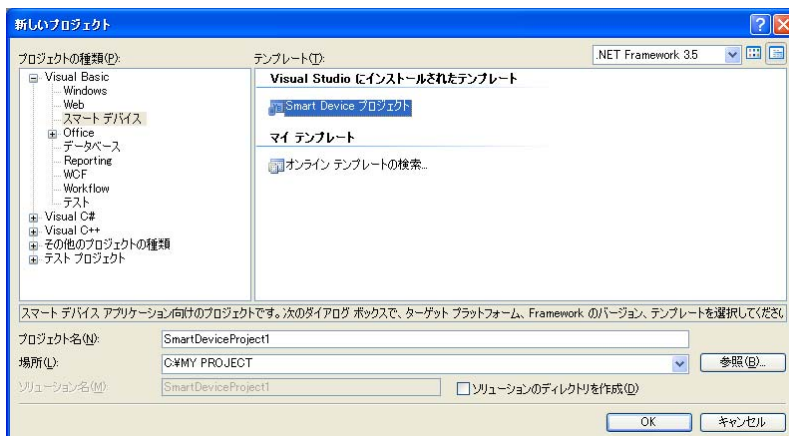 新しいプロジェクト
プロジェクトの種類(P):
テンプレート(T):
.NET Framework 3.5
Visual Basic
Windows
Web
スマート デバイス
Office
データベース
Reporting
WCF
Workflow
テスト
Visual C#
Visual C++
その他のプロジェクトの種類
テスト プロジェクト
Visual Studio にインストールされたテンプレート
Smart Device プロジェクト
マイ テンプレート
オンライン テンプレートの検索...
スマート デバイス アプリケーション向けのプロジェクトです。次のダイアログ ボックスで、ターゲット プラットフォーム、Framework のバージョン、テンプレートを選択してくださ
プロジェクト名(N):
SmartDeviceProject1
場所(L):
C:¥MY PROJECT
参照(B)...
ソリューション名(M):
SmartDeviceProject1
ソリューションのディレクトリを作成(D)
OK
キャンセル